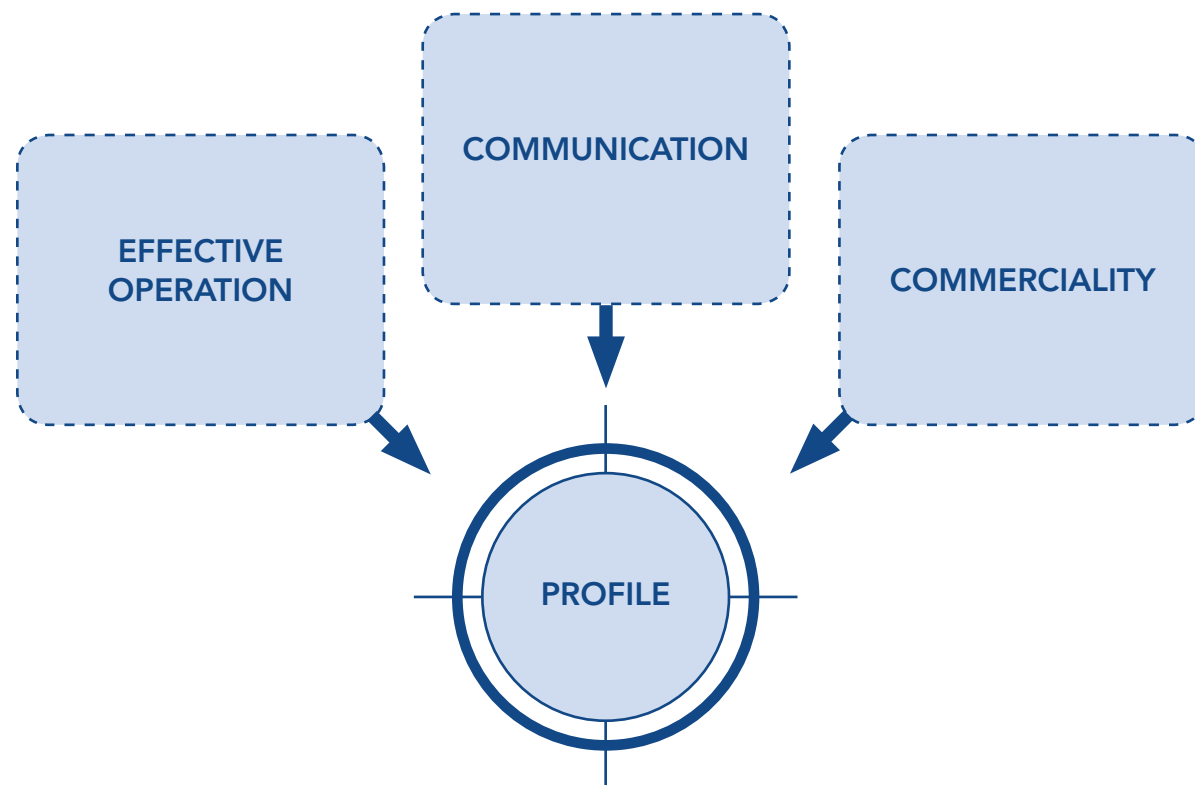 COMMUNICATION
EFFECTIVE
OPERATION
COMMERCIALITY
PROFILE